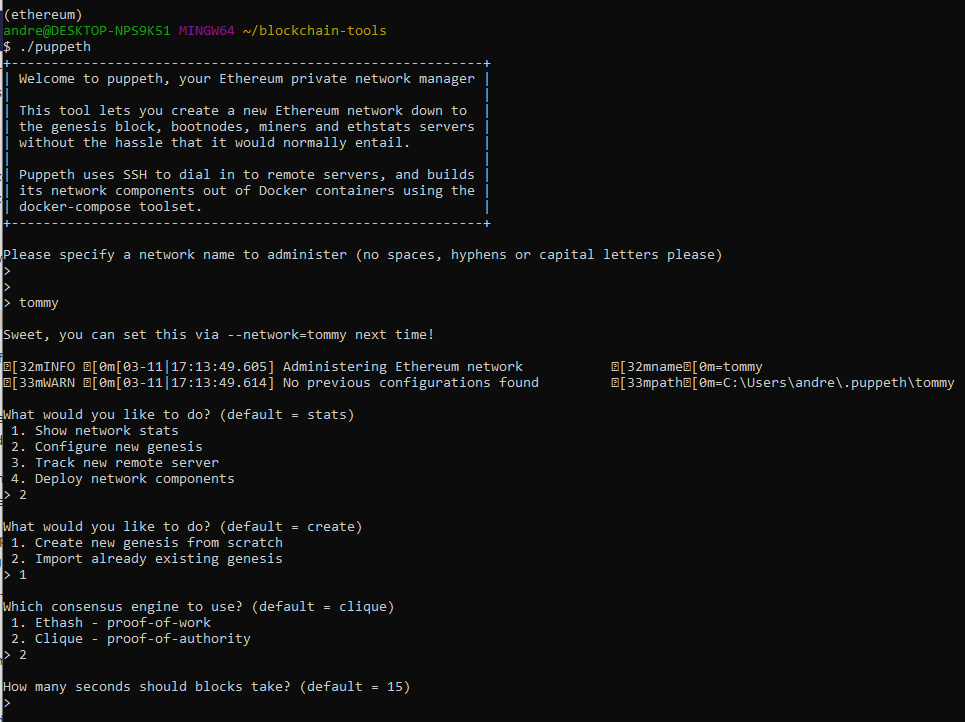 (ethereum)
andre@DESKTOP-NPS9K51 MINGW64 ~/blockchain-tools
$ ./puppeth
+-----------------------------------------------------------+
| Welcome to puppeth, your Ethereum private network manager |
|                                                           |
| This tool lets you create a new Ethereum network down to  |
| the genesis block, bootnodes, miners and ethstats servers |
| without the hassle that it would normally entail.         |
|                                                           |
| Puppeth uses SSH to dial in to remote servers, and builds |
| its network components out of Docker containers using the |
| docker-compose toolset.                                   |
+-----------------------------------------------------------+
Please specify a network name to administer (no spaces, hyphens or capital letters please)
>
>
> tommy
Sweet, you can set this via --network=tommy next time!
[32mINFO [0m[03-11|17:13:49.605] Administering Ethereum network           [32mname[0m=tommy
[33mWARN [0m[03-11|17:13:49.614] No previous configurations found         [33mpath[0m=C:\Users\andre\.puppeth\tommy
What would you like to do? (default = stats)
 1. Show network stats
 2. Configure new genesis
 3. Track new remote server
 4. Deploy network components
> 2
What would you like to do? (default = create)
 1. Create new genesis from scratch
 2. Import already existing genesis
> 1
Which consensus engine to use? (default = clique)
 1. Ethash - proof-of-work
 2. Clique - proof-of-authority
> 2
How many seconds should blocks take? (default = 15)
>